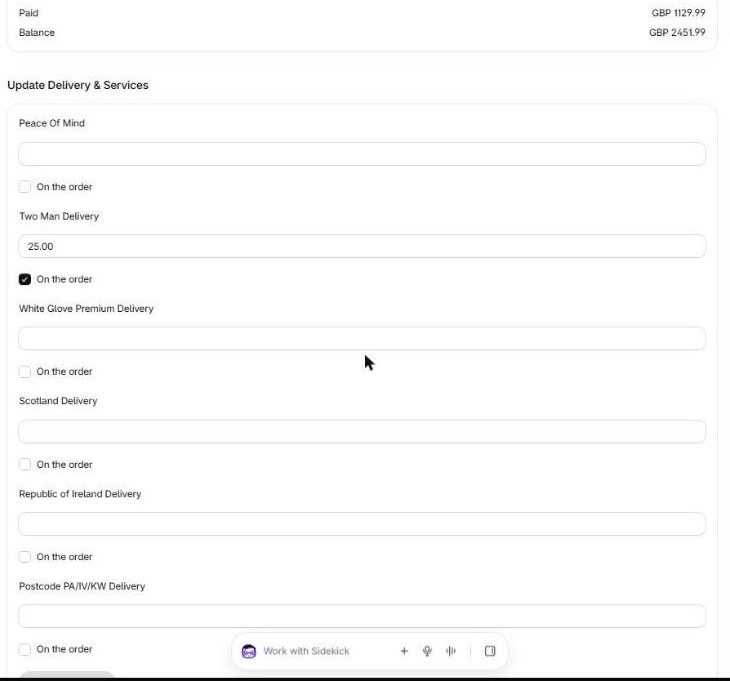 Paid GBP 1129.99
Balance GBP 2451.99
Update Delivery & Services
Peace Of Mind
On the order
Two Man Delivery
25.00
On the order
White Glove Premium Delivery
On the order
Scotland Delivery
On the order
Republic of Ireland Delivery
On the order
Postcode PA/IV/KW Delivery
On the order
Work with Sidekick